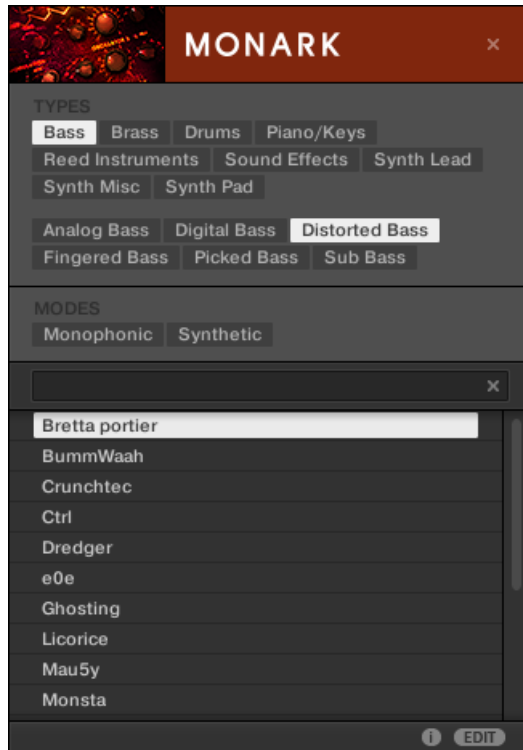 MONARK ×
TYPES
Bass Brass Drums Piano/Keys
Reed Instruments Sound Effects Synth Lead
Synth Misc Synth Pad
Analog Bass Digital Bass Distorted Bass
Fingered Bass Picked Bass Sub Bass
MODES
Monophonic Synthetic
×
Bretta portier
BummWaah
Crunchtec
Ctrl
Dredger
e0e
Ghosting
Licorice
Mau5y
Monsta
i EDIT